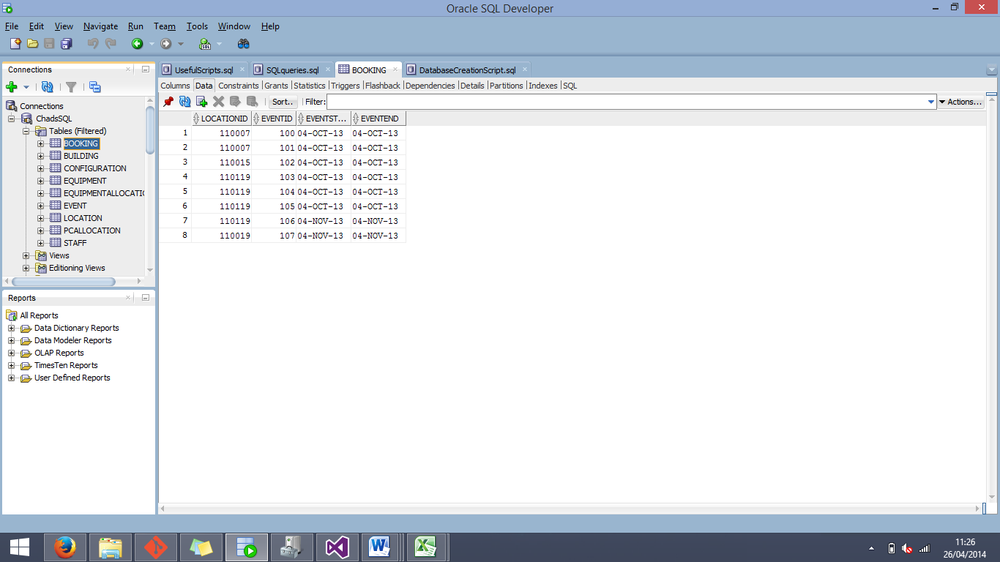 Oracle SQL Developer
File Edit View Navigate Run Team Tools Window Help
Connections
Connections
ChadsSQL
Tables (Filtered)
BOOKING
BUILDING
CONFIGURATION
EQUIPMENT
EQUIPMENTALLOCATIO
EVENT
LOCATION
PCALLOCATION
STAFF
Views
Editioning Views
Reports
All Reports
Data Dictionary Reports
Data Modeler Reports
OLAP Reports
TimesTen Reports
User Defined Reports
UsefulScripts.sql SQLqueries.sql BOOKING DatabaseCreationScript.sql
Columns Data Constraints Grants Statistics Triggers Flashback Dependencies Details Partitions Indexes SQL
Sort.. Filter: Actions...
LOCATIONID EVENTID EVENTST... EVENTEND
1 110007 100 04-OCT-13 04-OCT-13
2 110007 101 04-OCT-13 04-OCT-13
3 110015 102 04-OCT-13 04-OCT-13
4 110119 103 04-OCT-13 04-OCT-13
5 110119 104 04-OCT-13 04-OCT-13
6 110119 105 04-OCT-13 04-OCT-13
7 110119 106 04-NOV-13 04-NOV-13
8 110019 107 04-NOV-13 04-NOV-13
11:26
26/04/2014